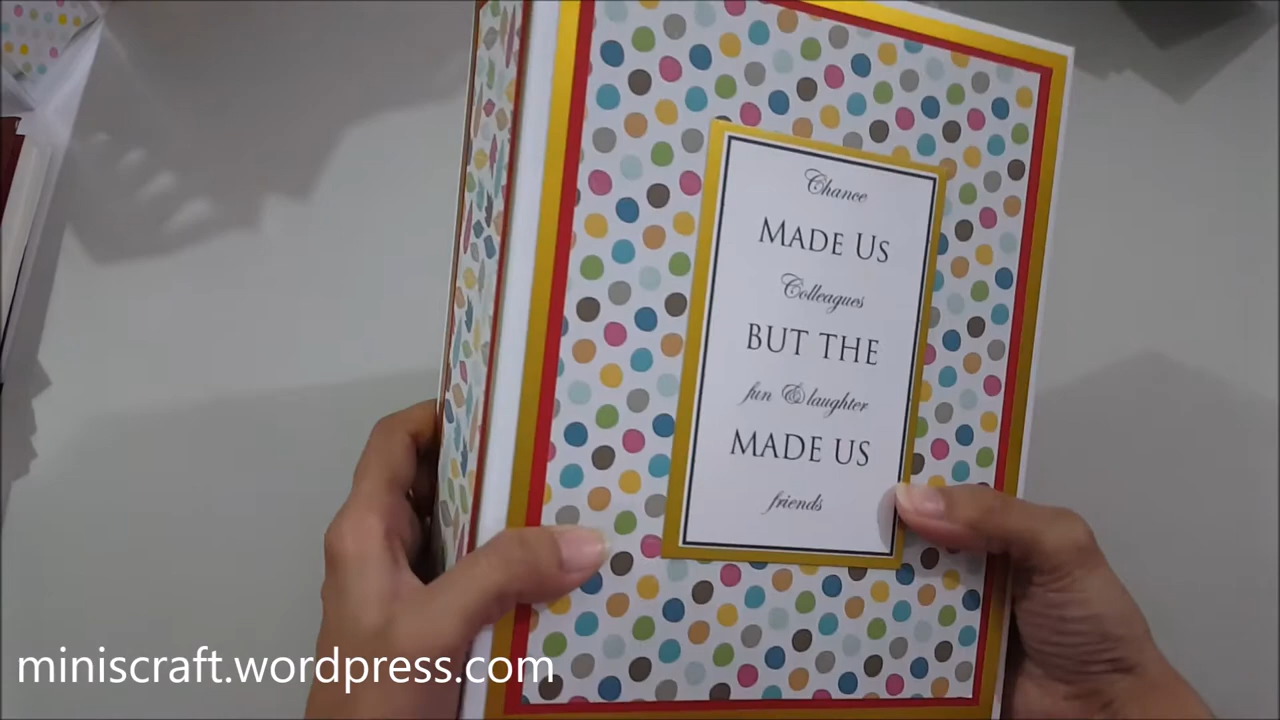 Chance
MADE US
Colleagues
BUT THE
fun & laughter
MADE US
friends
miniscraft.wordpress.com